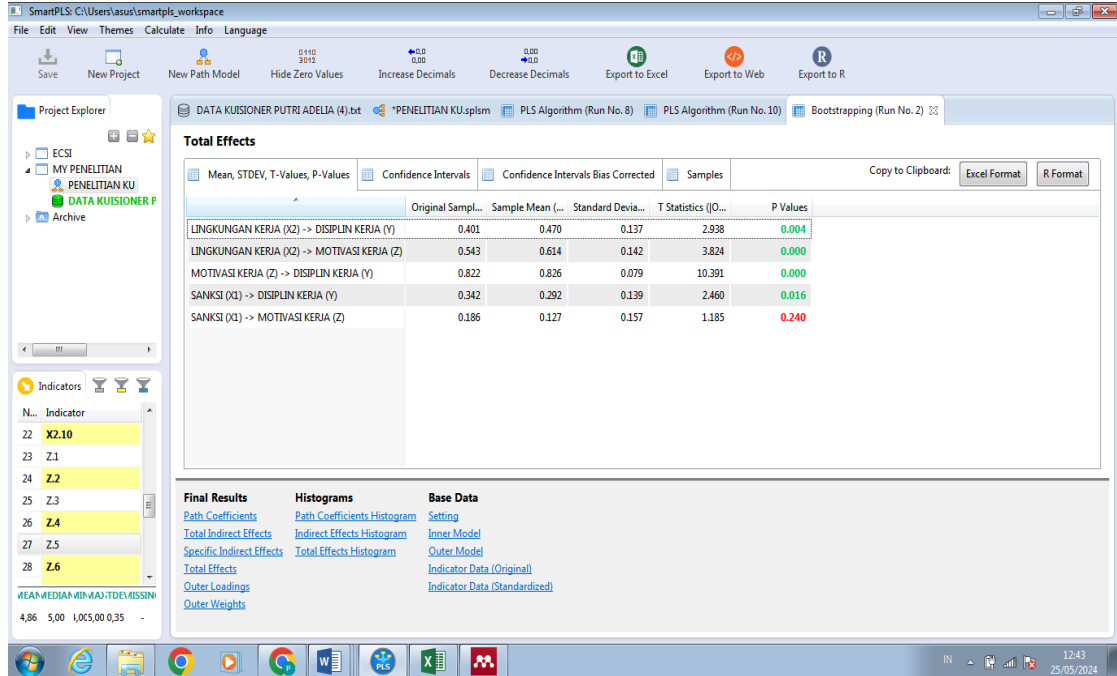 SmartPLS: C:\Users\asus\smartpls_workspace
File Edit View Themes Calculate Info Language
Save New Project New Path Model Hide Zero Values Increase Decimals Decrease Decimals Export to Excel Export to Web Export to R
Project Explorer
ECSI
MY PENELITIAN
PENELITIAN KU
DATA KUISIONER P
Archive
DATA KUISIONER PUTRI ADELIA (4).txt *PENELITIAN KU.splsm PLS Algorithm (Run No. 8) PLS Algorithm (Run No. 10) Bootstrapping (Run No. 2)
Total Effects
Mean, STDEV, T-Values, P-Values Confidence Intervals Confidence Intervals Bias Corrected Samples Copy to Clipboard: Excel Format R Format
Original Sampl... Sample Mean (... Standard Devia... T Statistics (|O... P Values
LINGKUNGAN KERJA (X2) -> DISIPLIN KERJA (Y) 0.401 0.470 0.137 2.938 0.004
LINGKUNGAN KERJA (X2) -> MOTIVASI KERJA (Z) 0.543 0.614 0.142 3.824 0.000
MOTIVASI KERJA (Z) -> DISIPLIN KERJA (Y) 0.822 0.826 0.079 10.391 0.000
SANKSI (X1) -> DISIPLIN KERJA (Y) 0.342 0.292 0.139 2.460 0.016
SANKSI (X1) -> MOTIVASI KERJA (Z) 0.186 0.127 0.157 1.185 0.240
Indicators
N... Indicator
22 X2.10
23 Z.1
24 Z.2
25 Z.3
26 Z.4
27 Z.5
28 Z.6
4,86 5,00 5,00 0,35 -
Final Results Histograms Base Data
Path Coefficients Path Coefficients Histogram Setting
Total Indirect Effects Indirect Effects Histogram Inner Model
Specific Indirect Effects Total Effects Histogram Outer Model
Total Effects Indicator Data (Original)
Outer Loadings Indicator Data (Standardized)
Outer Weights
IN 12:43
25/05/2024